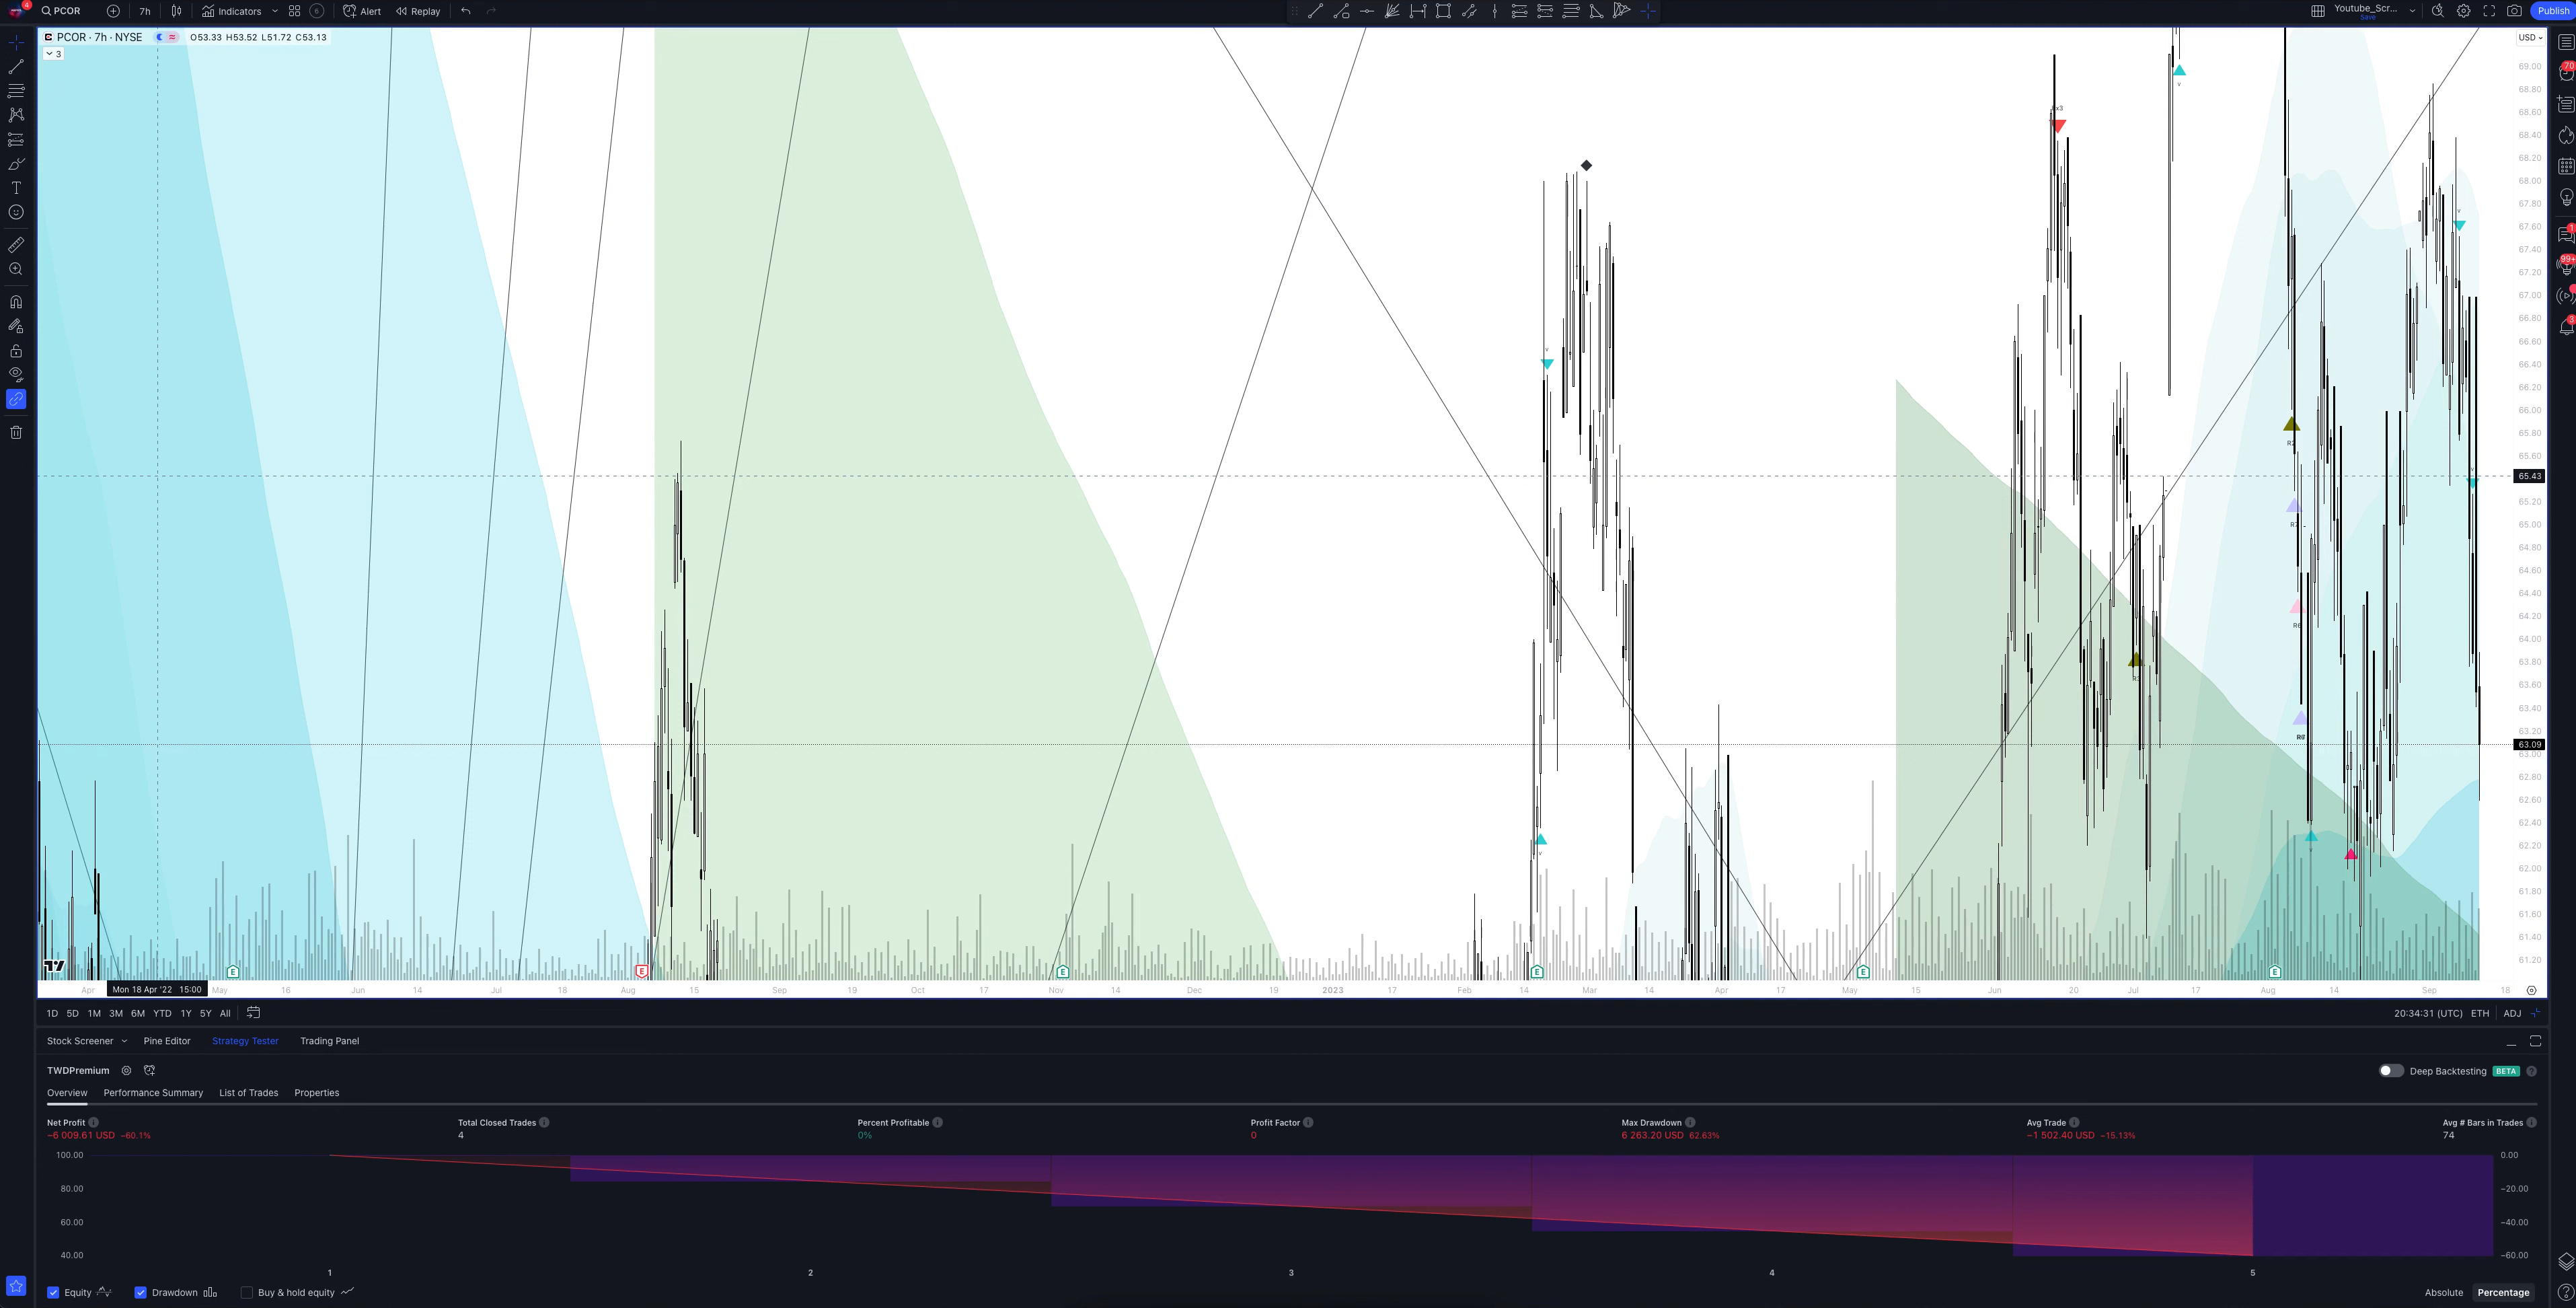 4
PCOR
7h
Indicators
6
Alert
Replay
Youtube_Scr...
Save
Publish
PCOR · 7h · NYSE
O53.33 H53.52 L51.72 C53.13
3
USD
69.00
68.80
68.60
68.40
68.20
68.00
67.80
67.60
67.40
67.20
67.00
66.80
66.60
66.40
66.20
66.00
65.80
65.60
65.43
65.20
65.00
64.80
64.60
64.40
64.20
64.00
63.80
63.60
63.40
63.20
63.09
63.00
62.80
62.60
62.40
62.20
62.00
61.80
61.60
61.40
61.20
70
1
99+
3
E E E E E E
Apr Mon 18 Apr '22 15:00 May 16 Jun 14 Jul 18 Aug 15 Sep 19 Oct 17 Nov 14 Dec 19 2023 17 Feb 14 Mar 14 Apr 17 May 15 Jun 20 Jul 17 Aug 14 Sep 18
1D 5D 1M 3M 6M YTD 1Y 5Y All
20:34:31 (UTC) ETH ADJ
Stock Screener Pine Editor Strategy Tester Trading Panel
TWDPremium
Deep Backtesting BETA
Overview Performance Summary List of Trades Properties
Net Profit Total Closed Trades Percent Profitable Profit Factor Max Drawdown Avg Trade Avg # Bars in Trades
−6 009.61 USD −60.1% 4 0% 0 6 263.20 USD 62.63% −1 502.40 USD −15.13% 74
100.00 0.00
80.00 −20.00
60.00 −40.00
40.00 −60.00
1 2 3 4 5
Equity Drawdown Buy & hold equity Absolute Percentage